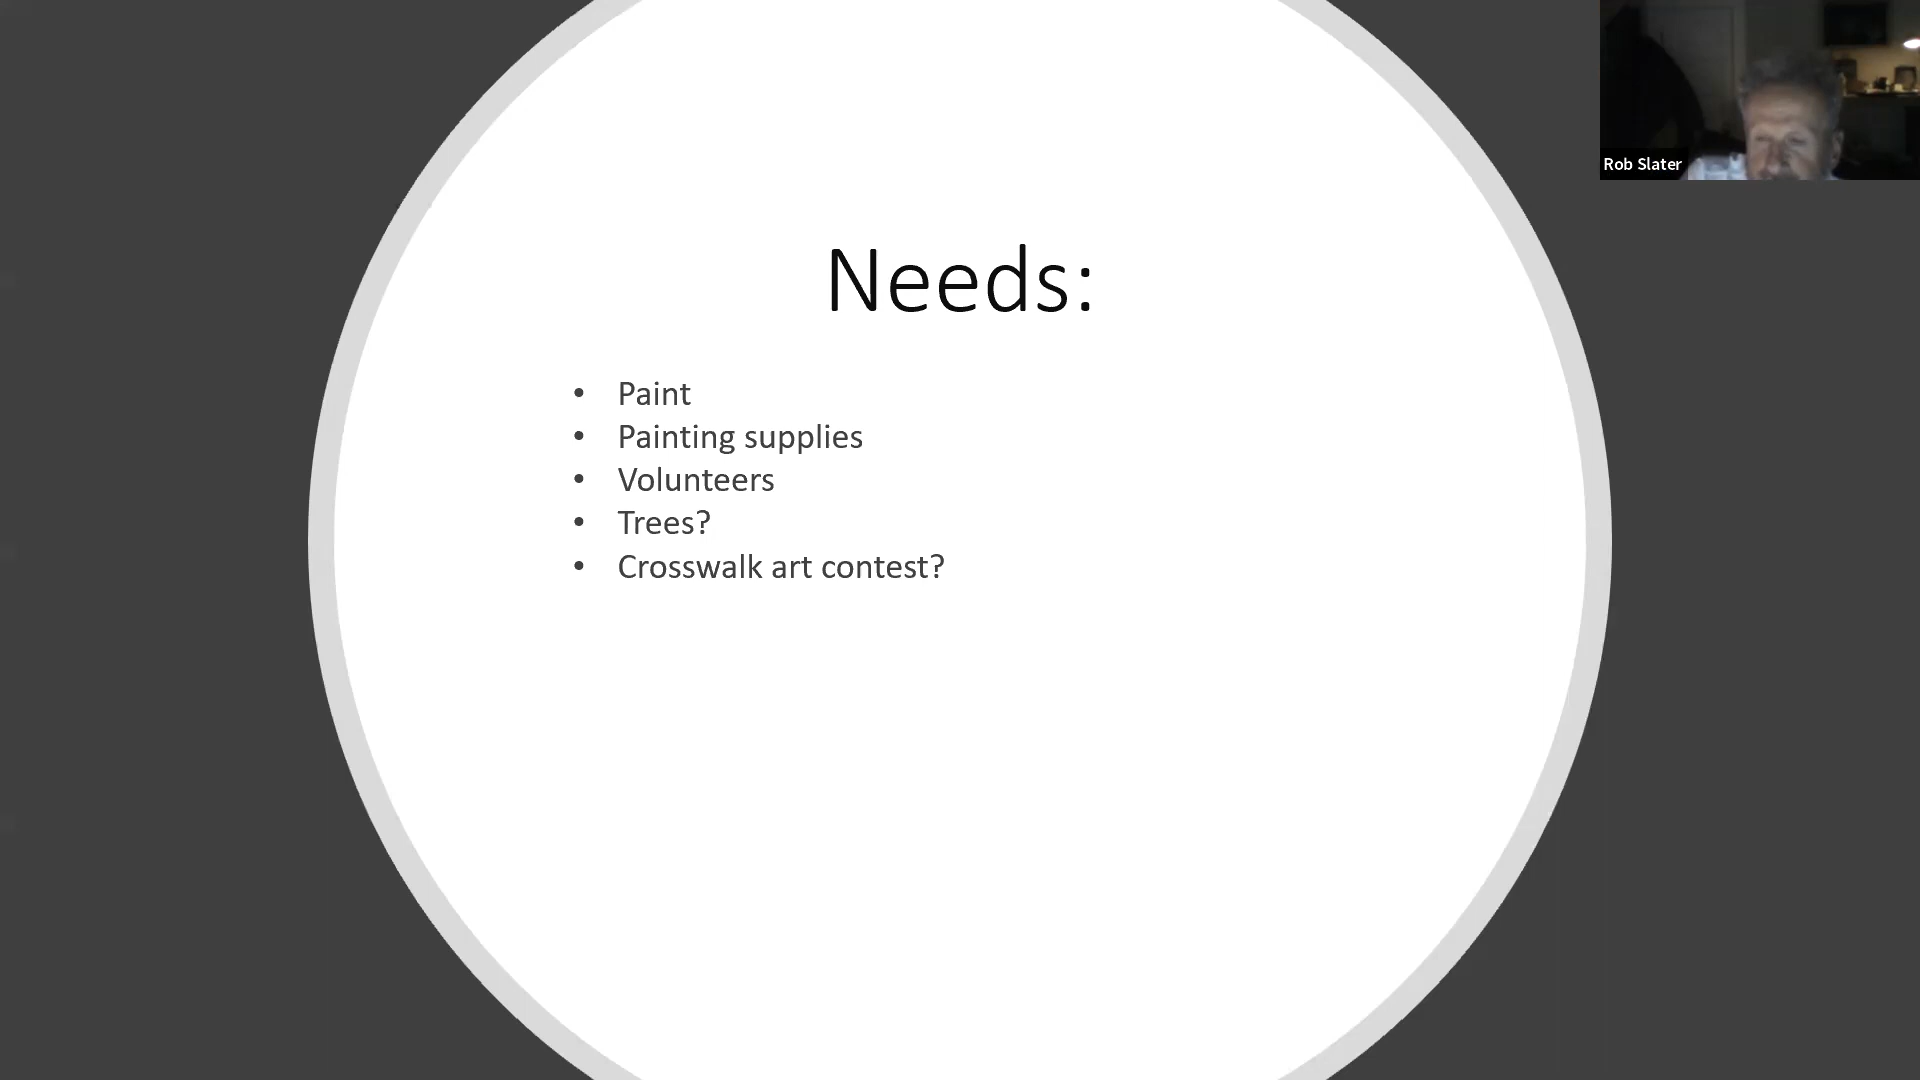 Needs:
• Paint
• Painting supplies
• Volunteers
• Trees?
• Crosswalk art contest?
Rob Slater